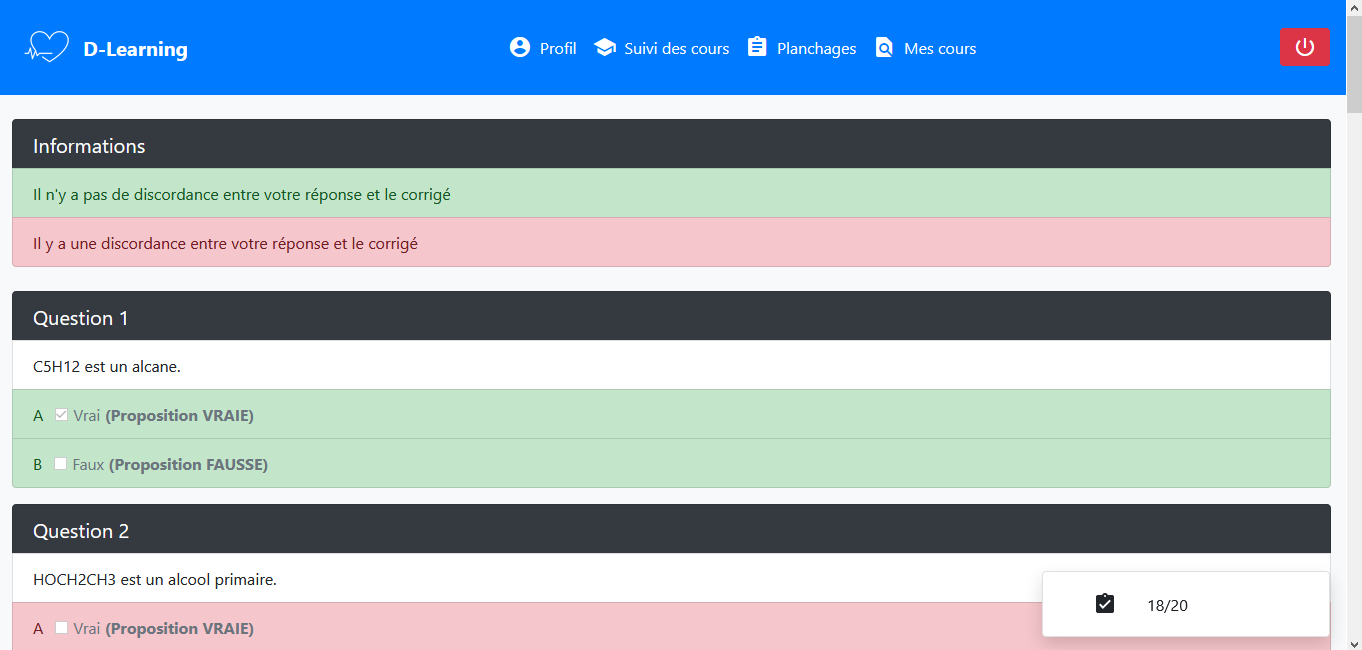 D-Learning
Profil
Suivi des cours
Planchages
Mes cours
Informations
Il n'y a pas de discordance entre votre réponse et le corrigé
Il y a une discordance entre votre réponse et le corrigé
Question 1
C5H12 est un alcane.
A Vrai (Proposition VRAIE)
B Faux (Proposition FAUSSE)
Question 2
HOCH2CH3 est un alcool primaire.
A Vrai (Proposition VRAIE)
18/20